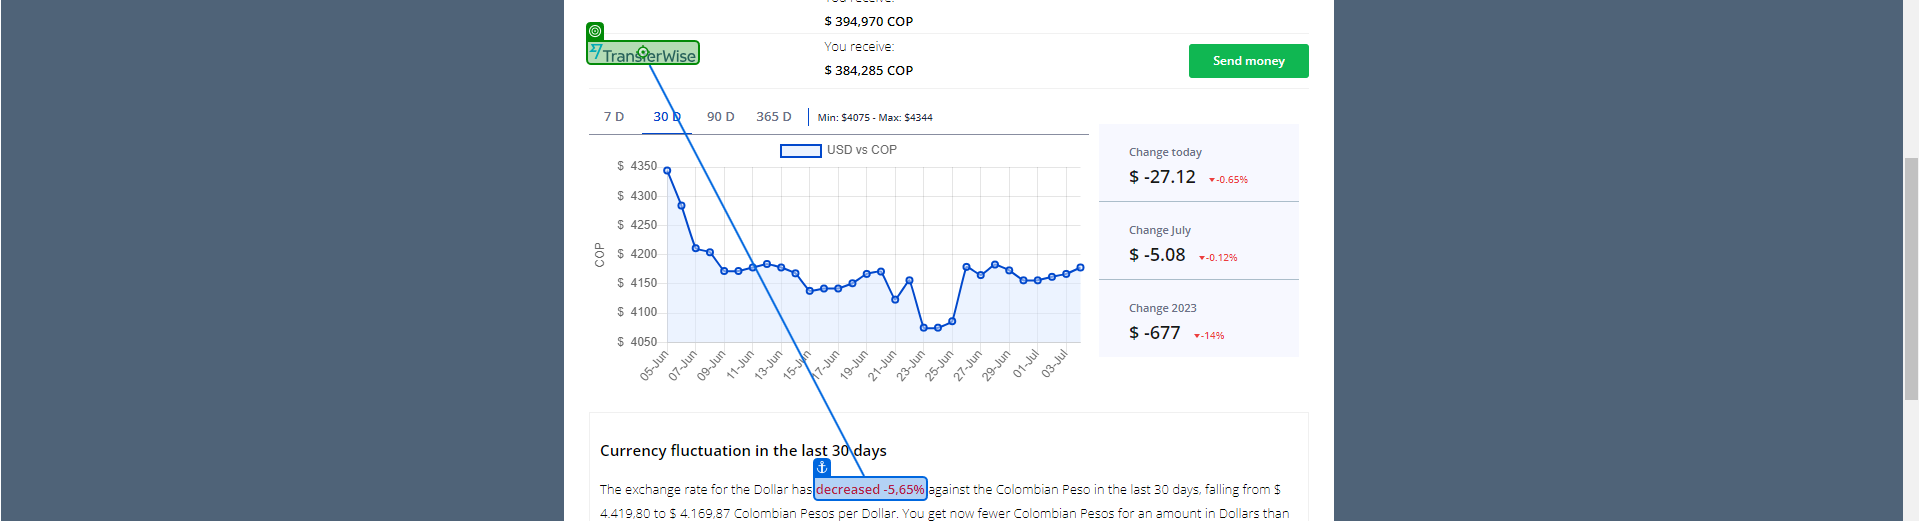 You receive:
$ 394,970 COP
TransferWise
You receive:
$ 384,285 COP
Send money
7 D 30 D 90 D 365 D Min: $4075 - Max: $4344
USD vs COP
$ 4350
$ 4300
$ 4250
$ 4200
$ 4150
$ 4100
$ 4050
COP
05-Jun 07-Jun 09-Jun 11-Jun 13-Jun 15-Jun 17-Jun 19-Jun 21-Jun 23-Jun 25-Jun 27-Jun 29-Jun 01-Jul 03-Jul
Change today
$ -27.12 -0.65%
Change July
$ -5.08 -0.12%
Change 2023
$ -677 -14%
Currency fluctuation in the last 30 days
The exchange rate for the Dollar has decreased -5,65% against the Colombian Peso in the last 30 days, falling from $
4.419,80 to $ 4.169,87 Colombian Pesos per Dollar. You get now fewer Colombian Pesos for an amount in Dollars than